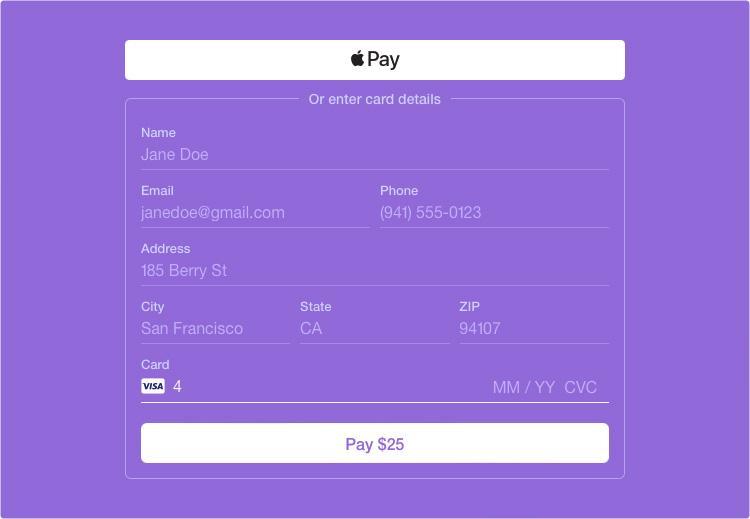 Pay
Or enter card details
Name
Jane Doe
Email Phone
janedoe@gmail.com (941) 555-0123
Address
185 Berry St
City State ZIP
San Francisco CA 94107
Card
VISA 4 MM / YY CVC
Pay $25